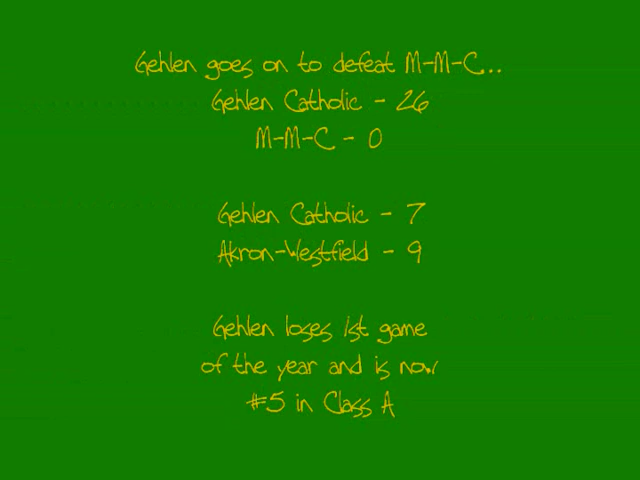 Gehlen goes on to defeat M-M-C...
Gehlen Catholic - 26
M-M-C - 0
Gehlen Catholic - 7
Akron-Westfield - 9
Gehlen loses 1st game
of the year and is now
#5 in Class A